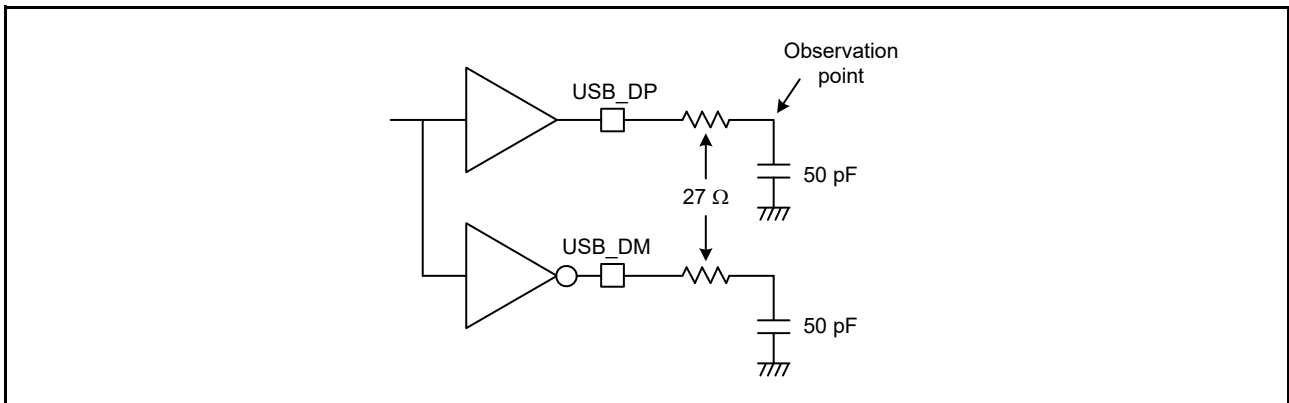 Observation
point
USB_DP
50 pF
27 Ω
USB_DM
50 pF